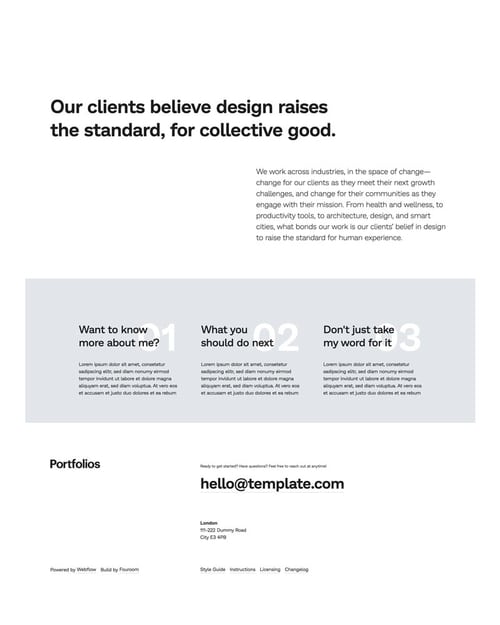 Our clients believe design raises
the standard, for collective good.
We work across industries, in the space of change—
change for our clients as they meet their next growth
challenges, and change for their communities as they
engage with their mission. From health and wellness, to
productivity tools, to architecture, design, and smart
cities, what bonds our work is our clients' belief in design
to raise the standard for human experience.
01
Want to know
more about me?
Lorem ipsum dolor sit amet, consetetur
sadipscing elitr, sed diam nonumy eirmod
tempor invidunt ut labore et dolore magna
aliquyam erat, sed diam voluptua. At vero eos
et accusam et justo duo dolores et ea rebum
02
What you
should do next
Lorem ipsum dolor sit amet, consetetur
sadipscing elitr, sed diam nonumy eirmod
tempor invidunt ut labore et dolore magna
aliquyam erat, sed diam voluptua. At vero eos
et accusam et justo duo dolores et ea rebum
03
Don't just take
my word for it
Lorem ipsum dolor sit amet, consetetur
sadipscing elitr, sed diam nonumy eirmod
tempor invidunt ut labore et dolore magna
aliquyam erat, sed diam voluptua. At vero eos
et accusam et justo duo dolores et ea rebum
Portfolios
Ready to get started? Have questions? Feel free to reach out at anytime!
hello@template.com
London
111-222 Dummy Road
City E3 4PB
Powered by Webflow Build by Fouroom
Style Guide Instructions Licensing Changelog